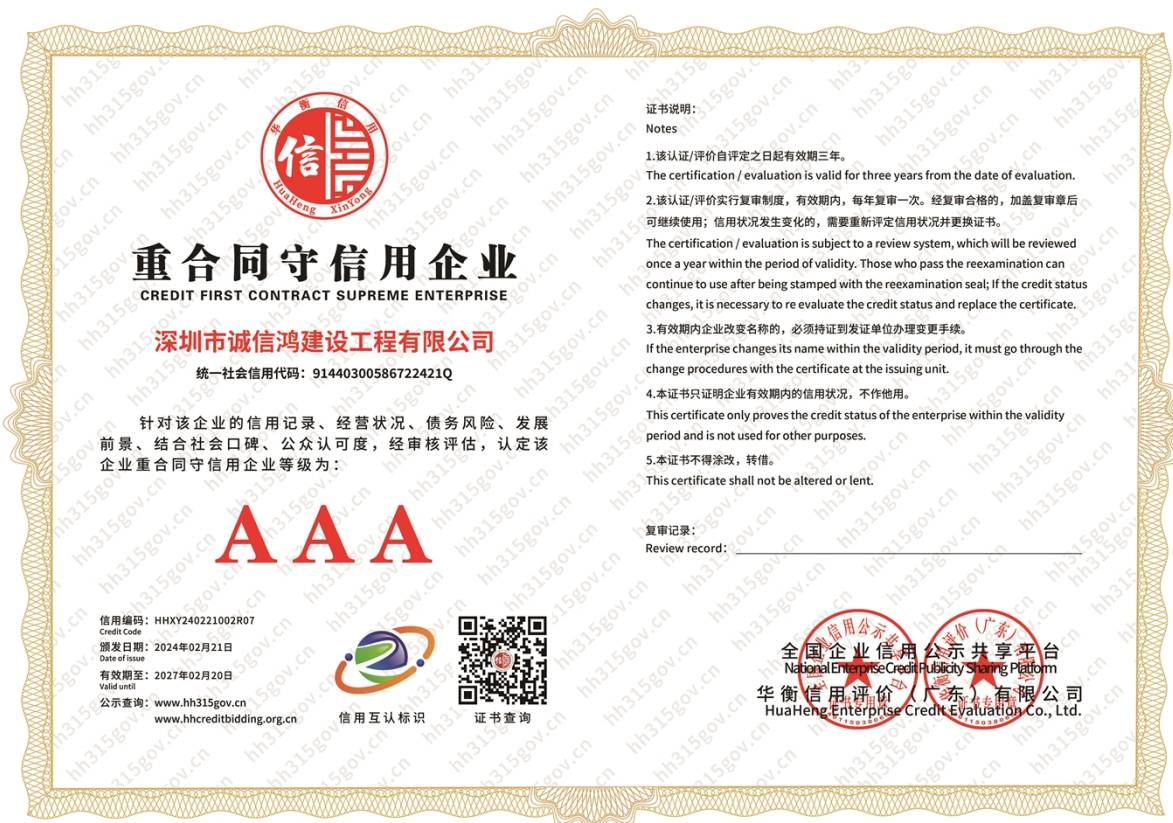 华衡信用
信
HuaHeng XinYong
重合同守信用企业
CREDIT FIRST CONTRACT SUPREME ENTERPRISE
深圳市诚信鸿建设工程有限公司
统一社会信用代码：91440300586722421Q
针对该企业的信用记录、经营状况、债务风险、发展
前景、结合社会口碑、公众认可度，经审核评估，认定该
企业重合同守信用企业等级为：
AAA
信用编码：HHXY240221002R07
Credit Code
颁发日期：2024年02月21日
Date of issue
有效期至：2027年02月20日
Valid until
公示查询：www.hh315gov.cn
www.hhcreditbidding.org.cn
信用互认标识
证书查询
证书说明：
Notes
1.该认证/评价自评定之日起有效期三年。
The certification / evaluation is valid for three years from the date of evaluation.
2.该认证/评价实行复审制度，有效期内，每年复审一次。经复审合格的，加盖复审章后
可继续使用；信用状况发生变化的，需要重新评定信用状况并更换证书。
The certification / evaluation is subject to a review system, which will be reviewed
once a year within the period of validity. Those who pass the reexamination can
continue to use after being stamped with the reexamination seal; If the credit status
changes, it is necessary to re evaluate the credit status and replace the certificate.
3.有效期内企业改变名称的，必须持证到发证单位办理变更手续。
If the enterprise changes its name within the validity period, it must go through the
change procedures with the certificate at the issuing unit.
4.本证书只证明企业有效期内的信用状况，不作他用。
This certificate only proves the credit status of the enterprise within the validity
period and is not used for other purposes.
5.本证书不得涂改，转借。
This certificate shall not be altered or lent.
复审记录：
Review record：
全国企业信用公示共享平台
National Enterprise Credit Publicity Sharing Platform
华衡信用评价（广东）有限公司
HuaHeng Enterprise Credit Evaluation Co., Ltd.
证书专用章
证书专用章
hh315gov.cn